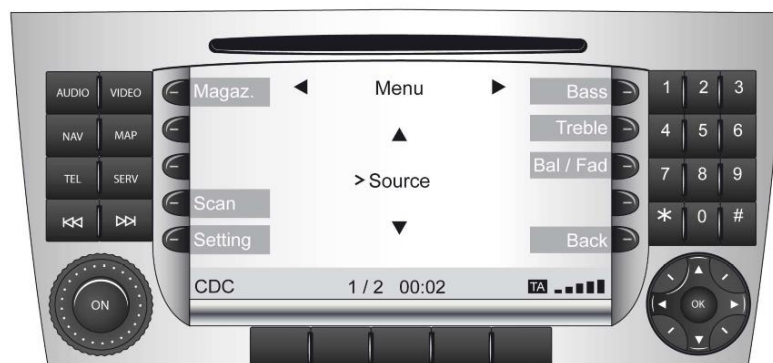 AUDIO VIDEO
NAV MAP
TEL SERV
ON
Magaz. Menu Bass
Treble
Bal / Fad
> Source
Scan
Setting Back
CDC 1 / 2 00:02 TA
1 2 3
4 5 6
7 8 9
* 0 #
OK